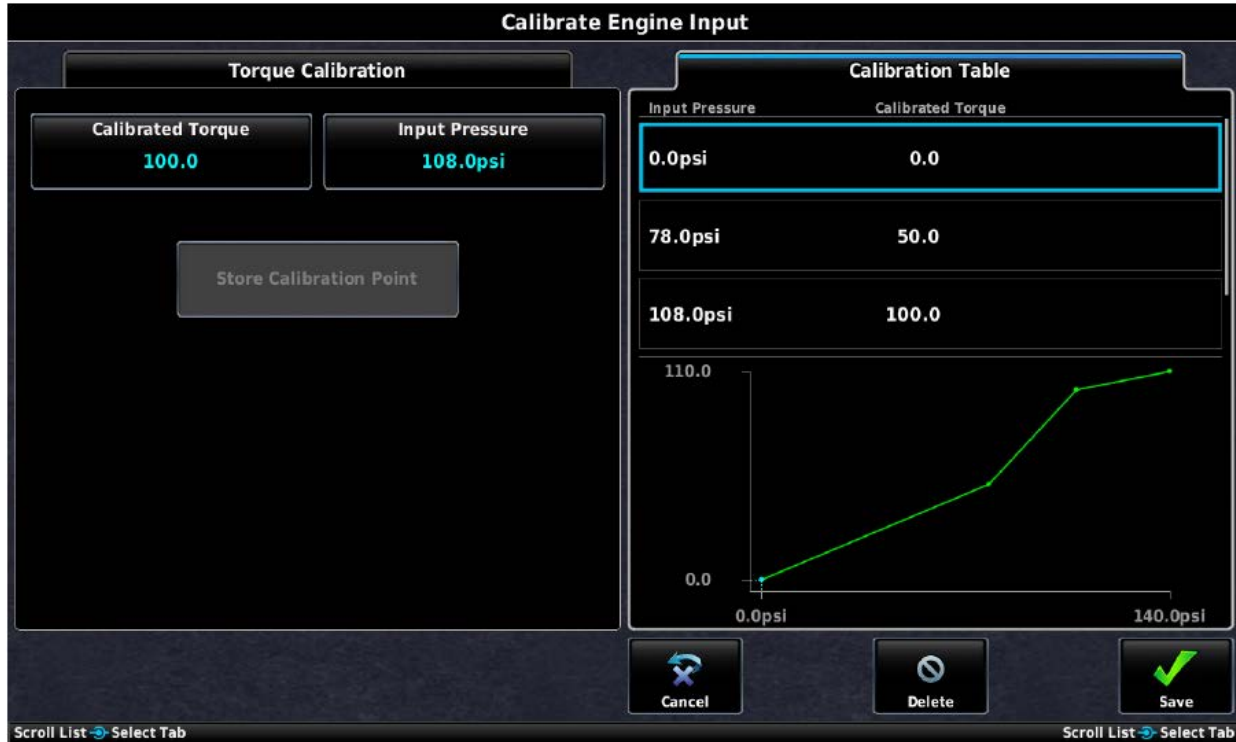 Calibrate Engine Input
Torque Calibration
Calibrated Torque
100.0
Input Pressure
108.0psi
Store Calibration Point
Calibration Table
Input Pressure Calibrated Torque
0.0psi 0.0
78.0psi 50.0
108.0psi 100.0
110.0
0.0
0.0psi 140.0psi
Cancel
Delete
Save
Scroll List Select Tab
Scroll List Select Tab